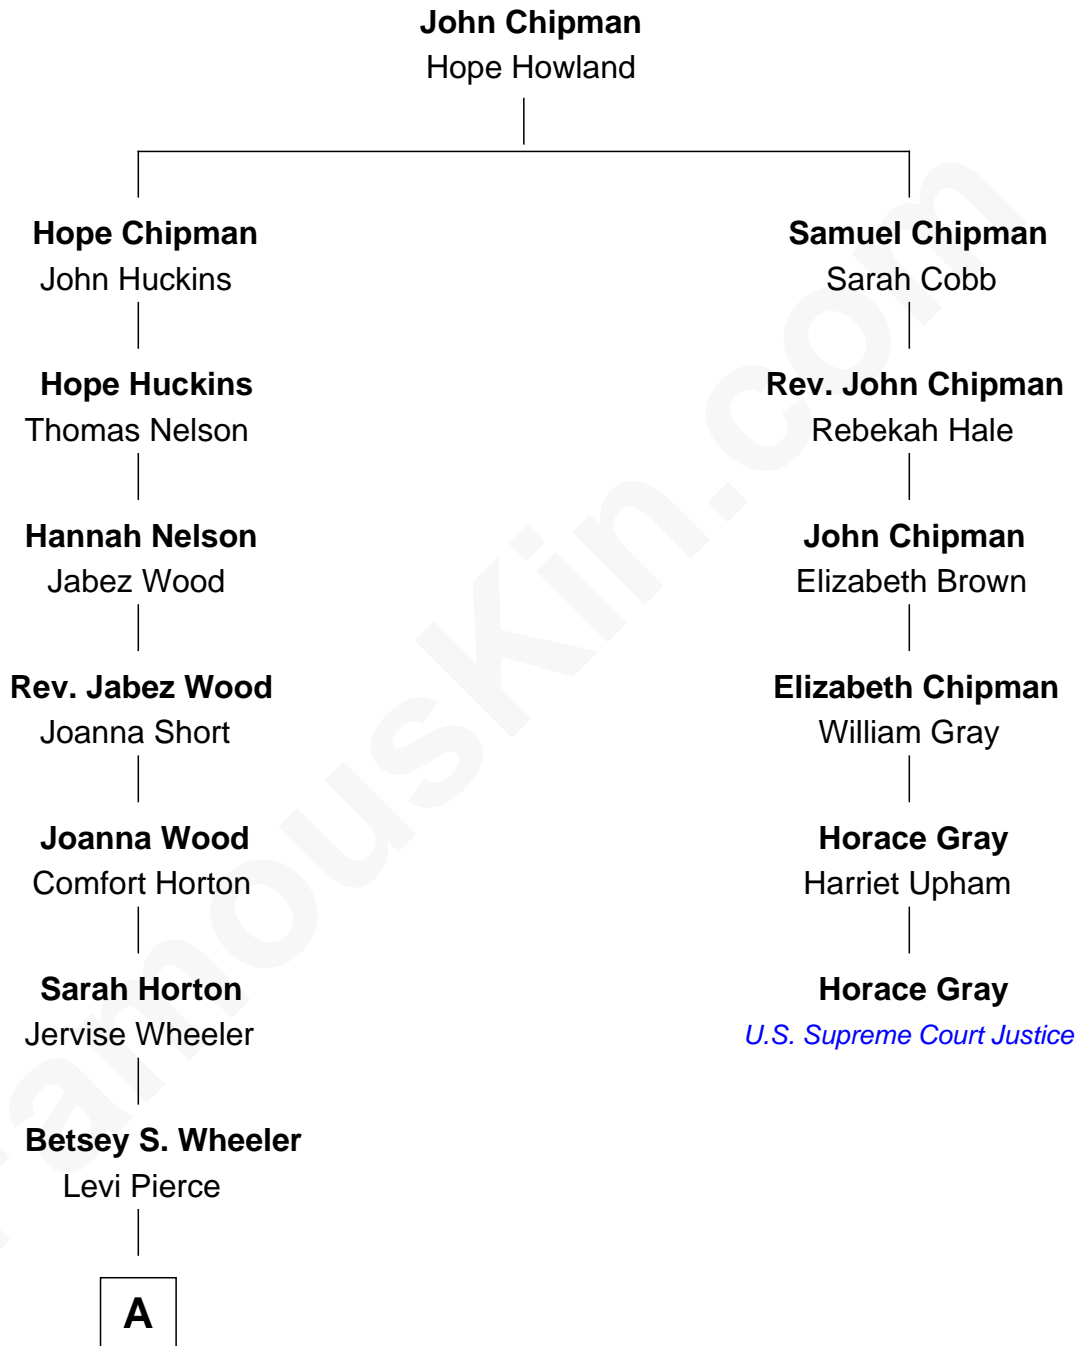 John Chipman
Hope Howland
Hope Chipman
John Huckins
Samuel Chipman
Sarah Cobb
Hope Huckins
Thomas Nelson
Rev. John Chipman
Rebekah Hale
Hannah Nelson
Jabez Wood
John Chipman
Elizabeth Brown
Rev. Jabez Wood
Joanna Short
Elizabeth Chipman
William Gray
Joanna Wood
Comfort Horton
Horace Gray
Harriet Upham
Sarah Horton
Jervise Wheeler
Horace Gray
U.S. Supreme Court Justice
Betsey S. Wheeler
Levi Pierce
A
FamousKin.com